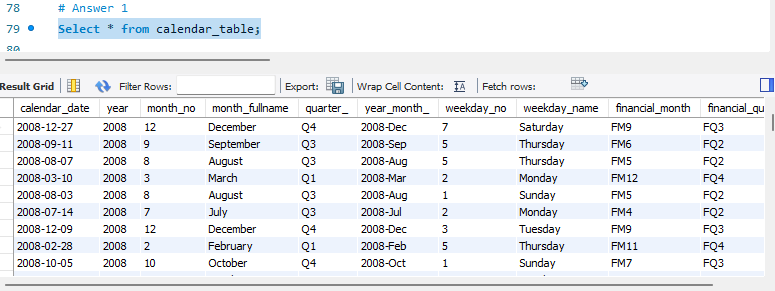 78 # Answer 1
79 Select * from calendar_table;
80
Result Grid Filter Rows: Export: Wrap Cell Content: Fetch rows:
calendar_date year month_no month_fullname quarter_ year_month_ weekday_no weekday_name financial_month financial_qu
2008-12-27 2008 12 December Q4 2008-Dec 7 Saturday FM9 FQ3
2008-09-11 2008 9 September Q3 2008-Sep 5 Thursday FM6 FQ2
2008-08-07 2008 8 August Q3 2008-Aug 5 Thursday FM5 FQ2
2008-03-10 2008 3 March Q1 2008-Mar 2 Monday FM12 FQ4
2008-08-03 2008 8 August Q3 2008-Aug 1 Sunday FM5 FQ2
2008-07-14 2008 7 July Q3 2008-Jul 2 Monday FM4 FQ2
2008-12-09 2008 12 December Q4 2008-Dec 3 Tuesday FM9 FQ3
2008-02-28 2008 2 February Q1 2008-Feb 5 Thursday FM11 FQ4
2008-10-05 2008 10 October Q4 2008-Oct 1 Sunday FM7 FQ3